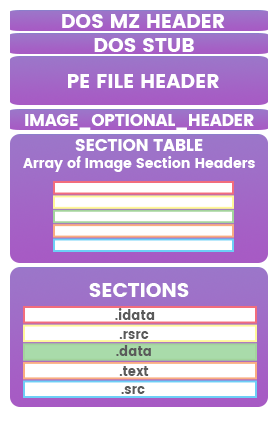 DOS MZ HEADER
DOS STUB
PE FILE HEADER
IMAGE_OPTIONAL_HEADER
SECTION TABLE
Array of Image Section Headers
SECTIONS
.idata
.rsrc
.data
.text
.src